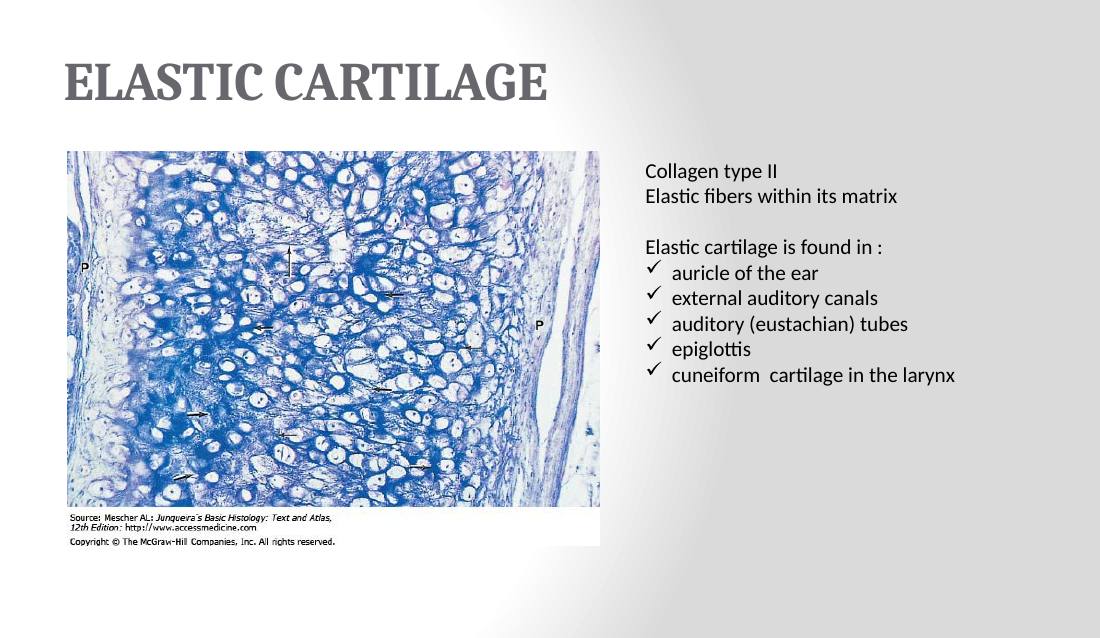 ELASTIC CARTILAGE
P
P
Source: Mescher AL: Junqueira's Basic Histology: Text and Atlas,
12th Edition: http://www.accessmedicine.com
Copyright © The McGraw-Hill Companies, Inc. All rights reserved.
Collagen type II
Elastic fibers within its matrix
Elastic cartilage is found in :
✓ auricle of the ear
✓ external auditory canals
✓ auditory (eustachian) tubes
✓ epiglottis
✓ cuneiform  cartilage in the larynx